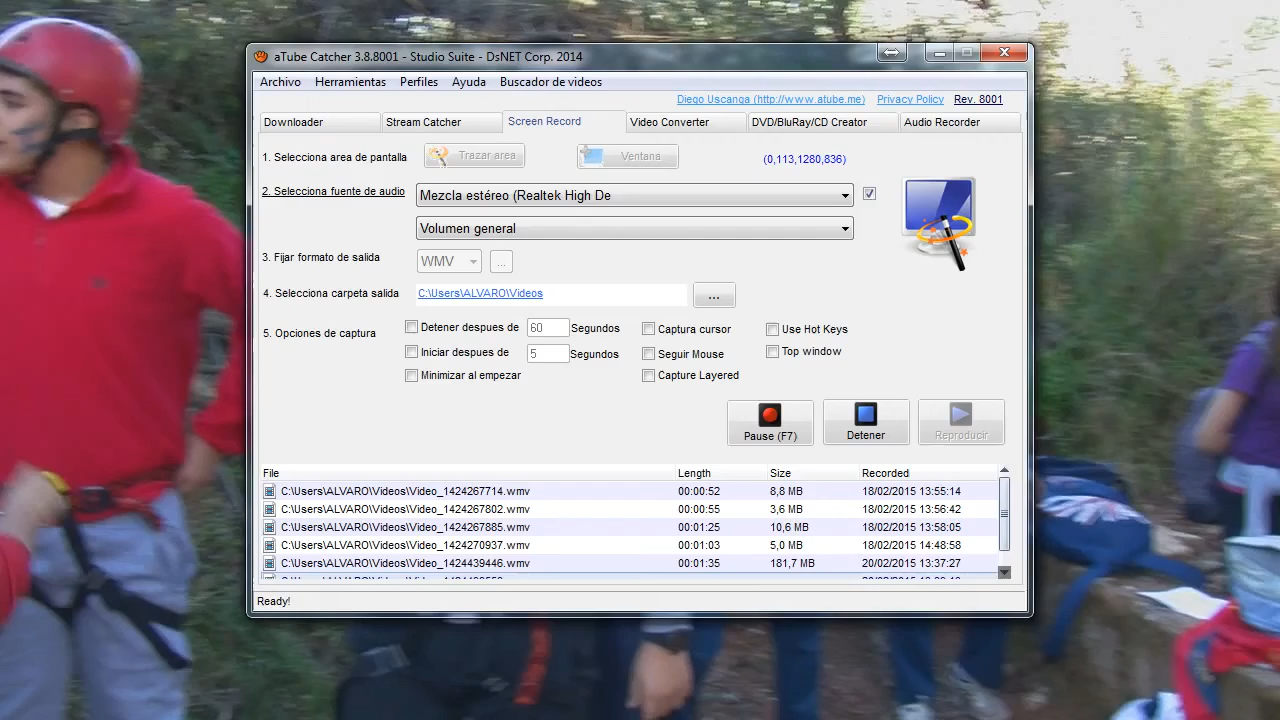 aTube Catcher 3.8.8001 - Studio Suite - DsNET Corp. 2014
Archivo Herramientas Perfiles Ayuda Buscador de videos
Diego Uscanga (http://www.atube.me) Privacy Policy Rev. 8001
Downloader Stream Catcher Screen Record Video Converter DVD/BluRay/CD Creator Audio Recorder
1. Selecciona area de pantalla Trazar area Ventana (0,113,1280,836)
2. Selecciona fuente de audio Mezcla estéreo (Realtek High De
Volumen general
3. Fijar formato de salida WMV ...
4. Selecciona carpeta salida C:\Users\ALVARO\Videos ...
5. Opciones de captura Detener despues de 60 Segundos Captura cursor Use Hot Keys
Iniciar despues de 5 Segundos Seguir Mouse Top window
Minimizar al empezar Capture Layered
Pause (F7) Detener Reproducir
File Length Size Recorded
C:\Users\ALVARO\Videos\Video_1424267714.wmv 00:00:52 8,8 MB 18/02/2015 13:55:14
C:\Users\ALVARO\Videos\Video_1424267802.wmv 00:00:55 3,6 MB 18/02/2015 13:56:42
C:\Users\ALVARO\Videos\Video_1424267885.wmv 00:01:25 10,6 MB 18/02/2015 13:58:05
C:\Users\ALVARO\Videos\Video_1424270937.wmv 00:01:03 5,0 MB 18/02/2015 14:48:58
C:\Users\ALVARO\Videos\Video_1424439446.wmv 00:01:35 181,7 MB 20/02/2015 13:37:27
Ready!